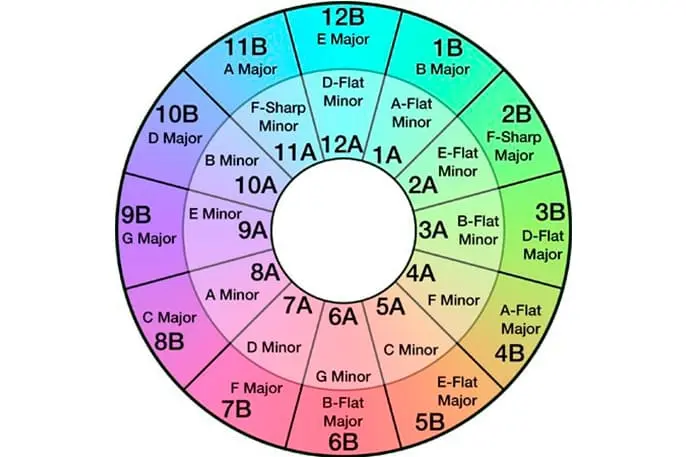 12B
E Major
1B
B Major
2B
F-Sharp
Major
3B
D-Flat
Major
A-Flat
Major
4B
E-Flat
Major
5B
B-Flat
Major
6B
F Major
7B
C Major
8B
9B
G Major
10B
D Major
11B
A Major
D-Flat
Minor
12A
A-Flat
Minor
1A
E-Flat
Minor
2A
3A
B-Flat
Minor
4A
F Minor
5A
C Minor
6A
G Minor
7A
D Minor
8A
A Minor
E Minor
9A
B Minor
10A
F-Sharp
Minor
11A